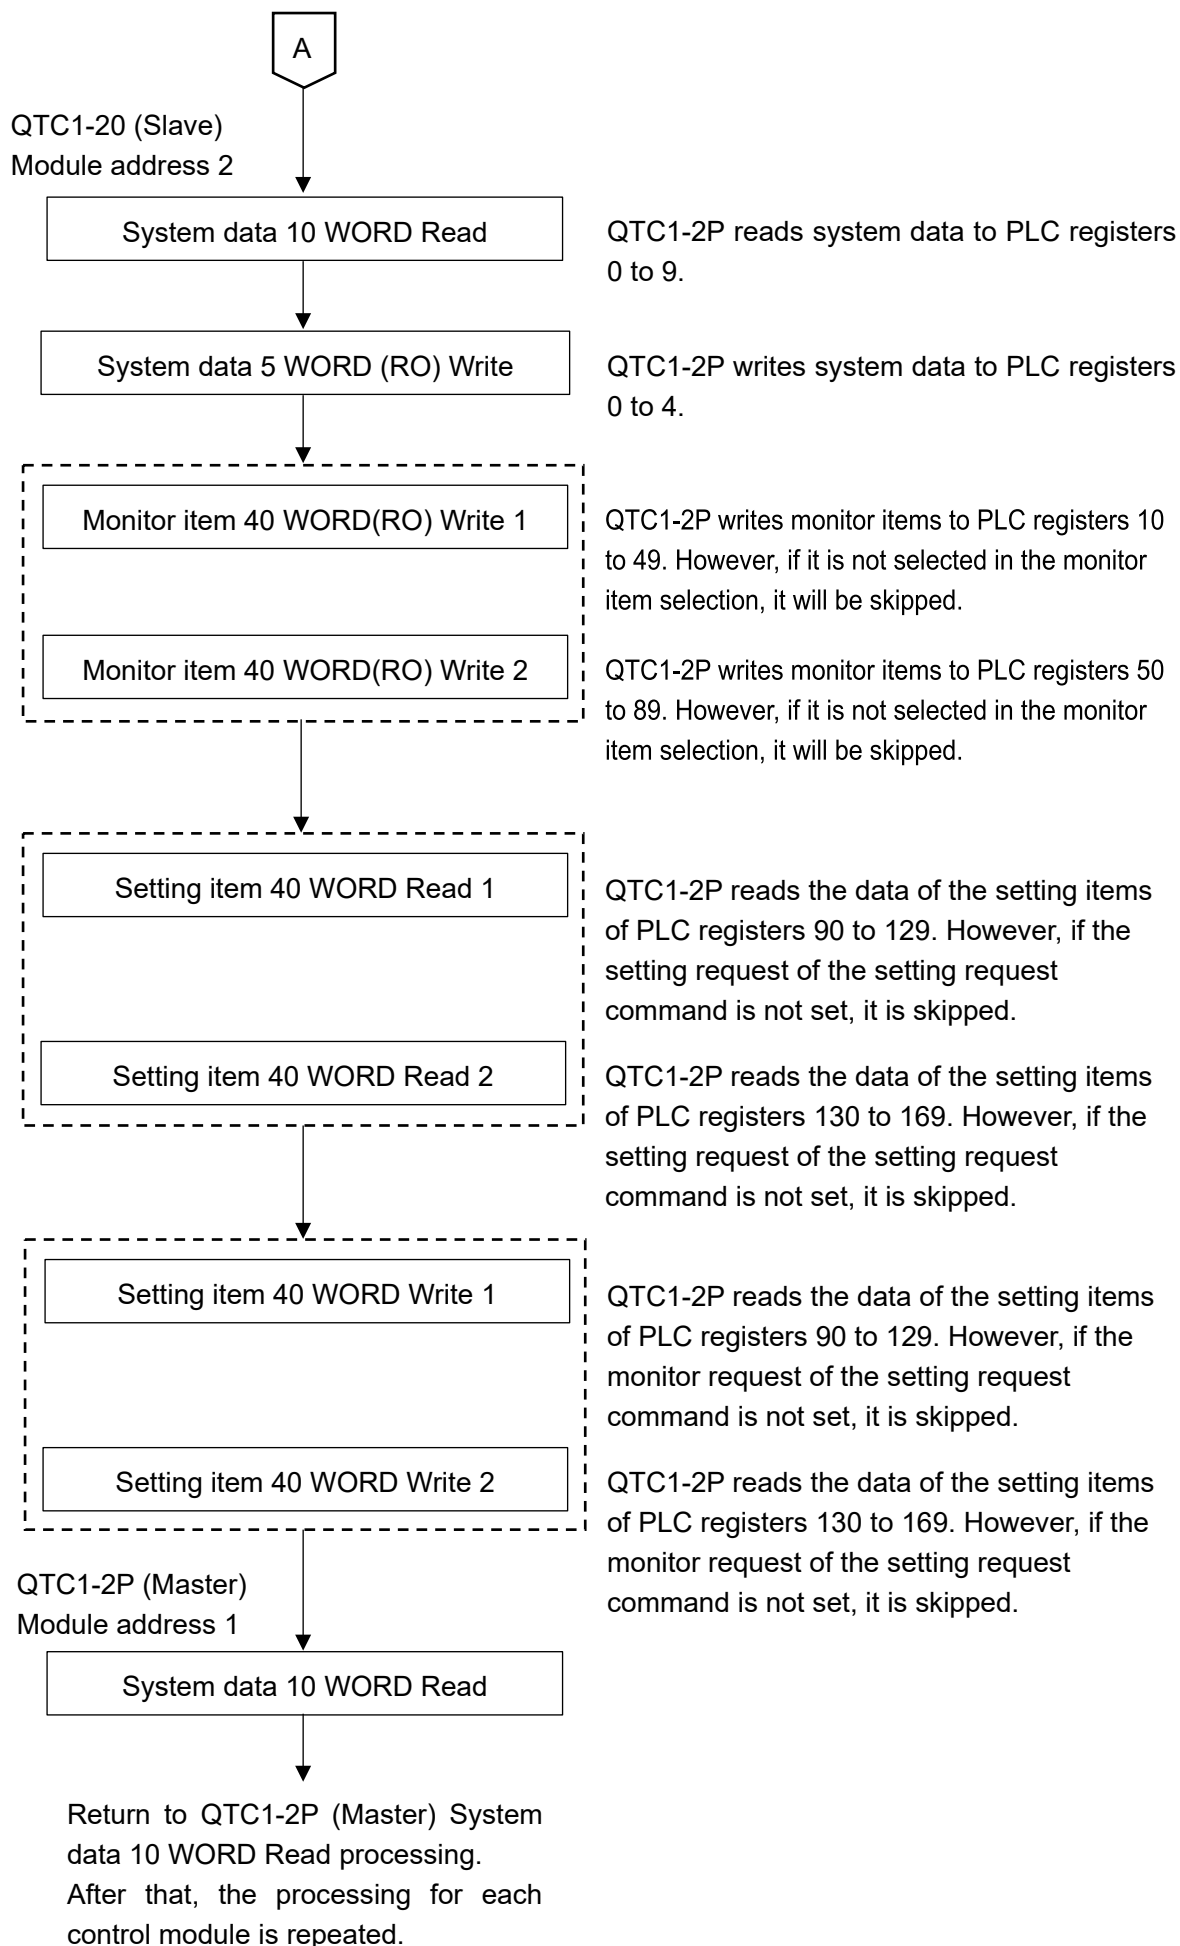 A
QTC1-20 (Slave)
Module address 2
System data 10 WORD Read
QTC1-2P reads system data to PLC registers
0 to 9.
System data 5 WORD (RO) Write
QTC1-2P writes system data to PLC registers
0 to 4.
Monitor item 40 WORD(RO) Write 1
QTC1-2P writes monitor items to PLC registers 10
to 49. However, if it is not selected in the monitor
item selection, it will be skipped.
Monitor item 40 WORD(RO) Write 2
QTC1-2P writes monitor items to PLC registers 50
to 89. However, if it is not selected in the monitor
item selection, it will be skipped.
Setting item 40 WORD Read 1
QTC1-2P reads the data of the setting items
of PLC registers 90 to 129. However, if the
setting request of the setting request
command is not set, it is skipped.
Setting item 40 WORD Read 2
QTC1-2P reads the data of the setting items
of PLC registers 130 to 169. However, if the
setting request of the setting request
command is not set, it is skipped.
Setting item 40 WORD Write 1
QTC1-2P reads the data of the setting items
of PLC registers 90 to 129. However, if the
monitor request of the setting request
command is not set, it is skipped.
Setting item 40 WORD Write 2
QTC1-2P reads the data of the setting items
of PLC registers 130 to 169. However, if the
monitor request of the setting request
command is not set, it is skipped.
QTC1-2P (Master)
Module address 1
System data 10 WORD Read
Return to QTC1-2P (Master) System
data 10 WORD Read processing.
After that, the processing for each
control module is repeated.